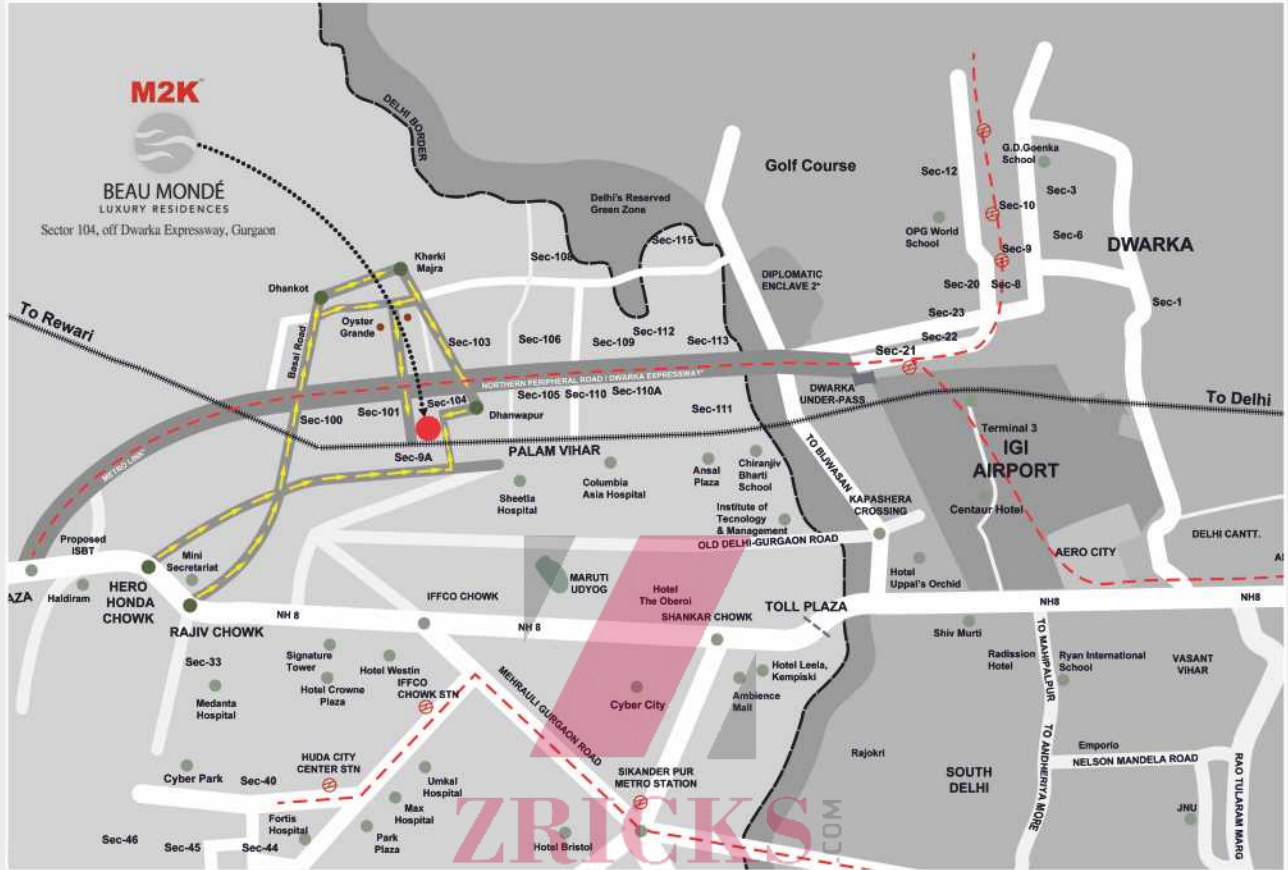 M2K
BEAU MONDÉ
LUXURY RESIDENCES
Sector 104, off Dwarka Expressway, Gurgaon
DELHI BORDER
Delhi's Reserved
Green Zone
Golf Course
Sec-12
G.D.Goenka
School
Sec-3
Sec-10
OPG World
School
Sec-6
Sec-9
DWARKA
Sec-115
Sec-108
Kherki
Majra
Dhankot
DIPLOMATIC
ENCLAVE 2*
Sec-20
Sec-8
Sec-1
Sec-23
Sec-22
Sec-21
To Rewari
Basai Road
Oyster
Grande
Sec-103
Sec-106
Sec-109
Sec-112
Sec-113
NORTHERN PERIPHERAL ROAD / DWARKA EXPRESSWAY*
DWARKA
UNDER-PASS
Sec-100
Sec-101
Sec-104
Dhanwapur
Sec-105
Sec-110
Sec-110A
Sec-111
To Delhi
METRO LINK*
Sec-9A
PALAM VIHAR
TO BIJWASAN
Terminal 3
IGI
AIRPORT
Sheetla
Hospital
Columbia
Asia Hospital
Ansal
Plaza
Chiranjiv
Bharti
School
Institute of
Tecnology
& Management
KAPASHERA
CROSSING
Centaur Hotel
OLD DELHI-GURGAON ROAD
AERO CITY
DELHI CANTT.
Proposed
ISBT
Mini
Secretariat
AZA
Haldiram
HERO
HONDA
CHOWK
RAJIV CHOWK
NH 8
IFFCO CHOWK
MARUTI
UDYOG
NH 8
Hotel
The Oberoi
SHANKAR CHOWK
TOLL PLAZA
Hotel
Uppal's Orchid
NH8
NH8
Shiv Murti
Sec-33
Signature
Tower
Hotel Westin
Hotel Crowne
Plaza
IFFCO
CHOWK STN
Medanta
Hospital
MEHRAULI GURGAON ROAD
Cyber City
Hotel Leela,
Kempiski
Ambience
Mall
TO MAHIPALPUR
Radission
Hotel
Ryan International
School
VASANT
VIHAR
Rajokri
TO ANDHERIYA MORE
Emporio
NELSON MANDELA ROAD
RAO TULARAM MARG
SOUTH
DELHI
JNU
HUDA CITY
CENTER STN
Cyber Park
Sec-40
Umkal
Hospital
Max
Hospital
SIKANDER PUR
METRO STATION
Fortis
Hospital
Park
Plaza
Hotel Bristol
Sec-46
Sec-45
Sec-44
ZRICKS
.COM